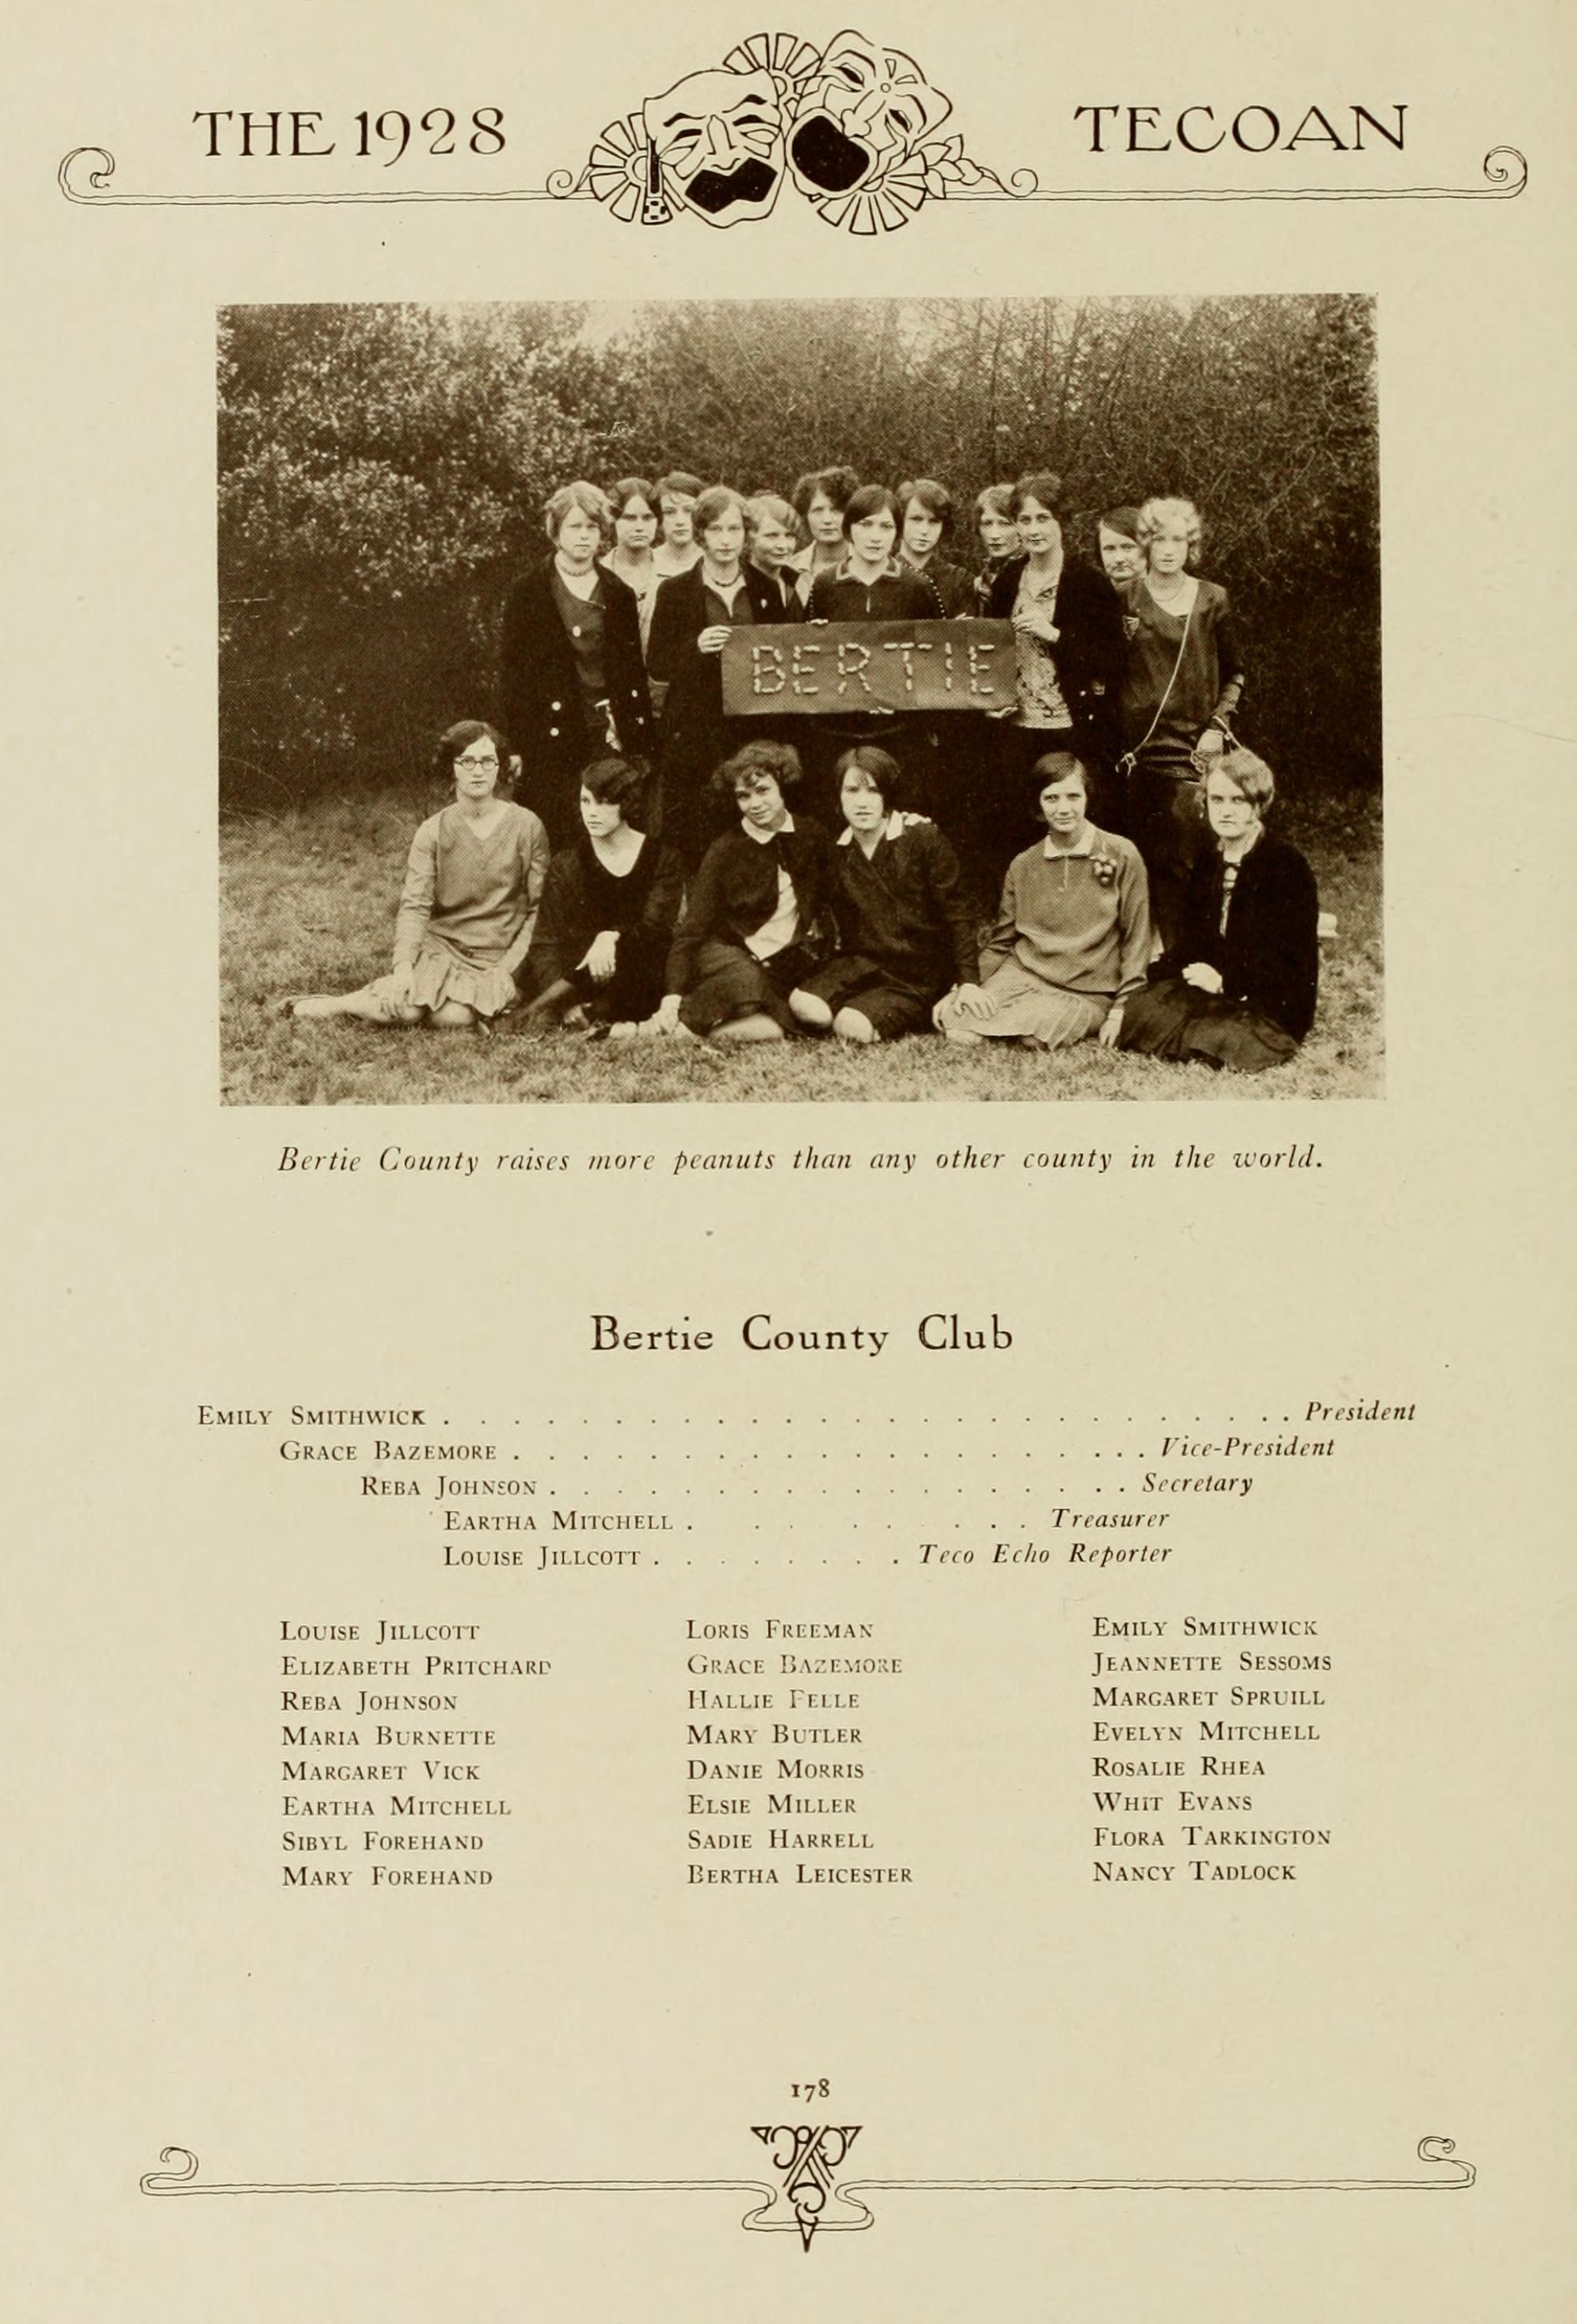 THE 1928 TECOAN
BERTIE
Bertie County raises more peanuts than any other county in the world.
Bertie County Club
EMILY SMITHWICK . . . . . . . . . . . . . . . . . . . . . . . . . . President
GRACE BAZEMORE . . . . . . . . . . . . . . . . . . . . Vice-President
REBA JOHNSON . . . . . . . . . . . . . . . . . . . Secretary
EARTHA MITCHELL . . . . . . . Treasurer
LOUISE JILLCOTT . . . . . . . . Teco Echo Reporter
LOUISE JILLCOTT
ELIZABETH PRITCHARD
REBA JOHNSON
MARIA BURNETTE
MARGARET VICK
EARTHA MITCHELL
SIBYL FOREHAND
MARY FOREHAND
LORIS FREEMAN
GRACE BAZEMORE
HALLIE FELLE
MARY BUTLER
DANIE MORRIS
ELSIE MILLER
SADIE HARRELL
BERTHA LEICESTER
EMILY SMITHWICK
JEANNETTE SESSOMS
MARGARET SPRUILL
EVELYN MITCHELL
ROSALIE RHEA
WHIT EVANS
FLORA TARKINGTON
NANCY TADLOCK
178